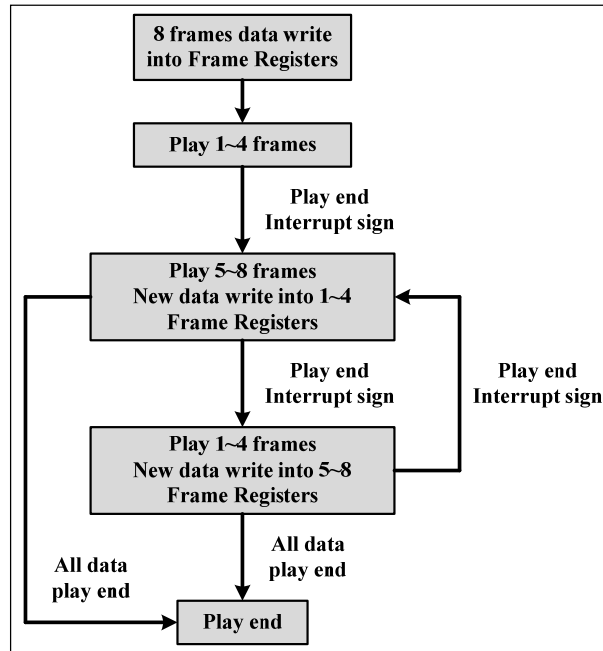 8 frames data write
into Frame Registers
Play 1~4 frames
Play end
Interrupt sign
Play 5~8 frames
New data write into 1~4
Frame Registers
Play end
Interrupt sign
Play end
Interrupt sign
Play 1~4 frames
New data write into 5~8
Frame Registers
All data
play end
All data
play end
Play end